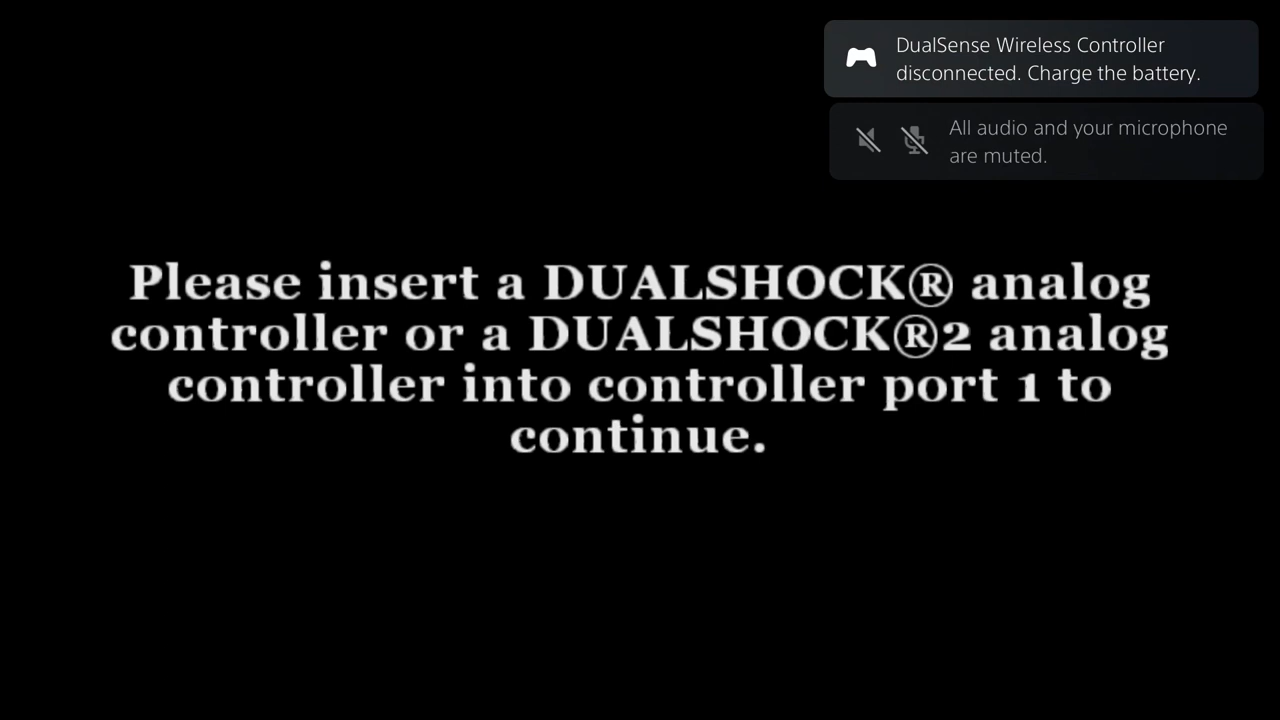 DualSense Wireless Controller
disconnected. Charge the battery.
All audio and your microphone
are muted.
Please insert a DUALSHOCK® analog
controller or a DUALSHOCK®2 analog
controller into controller port 1 to
continue.